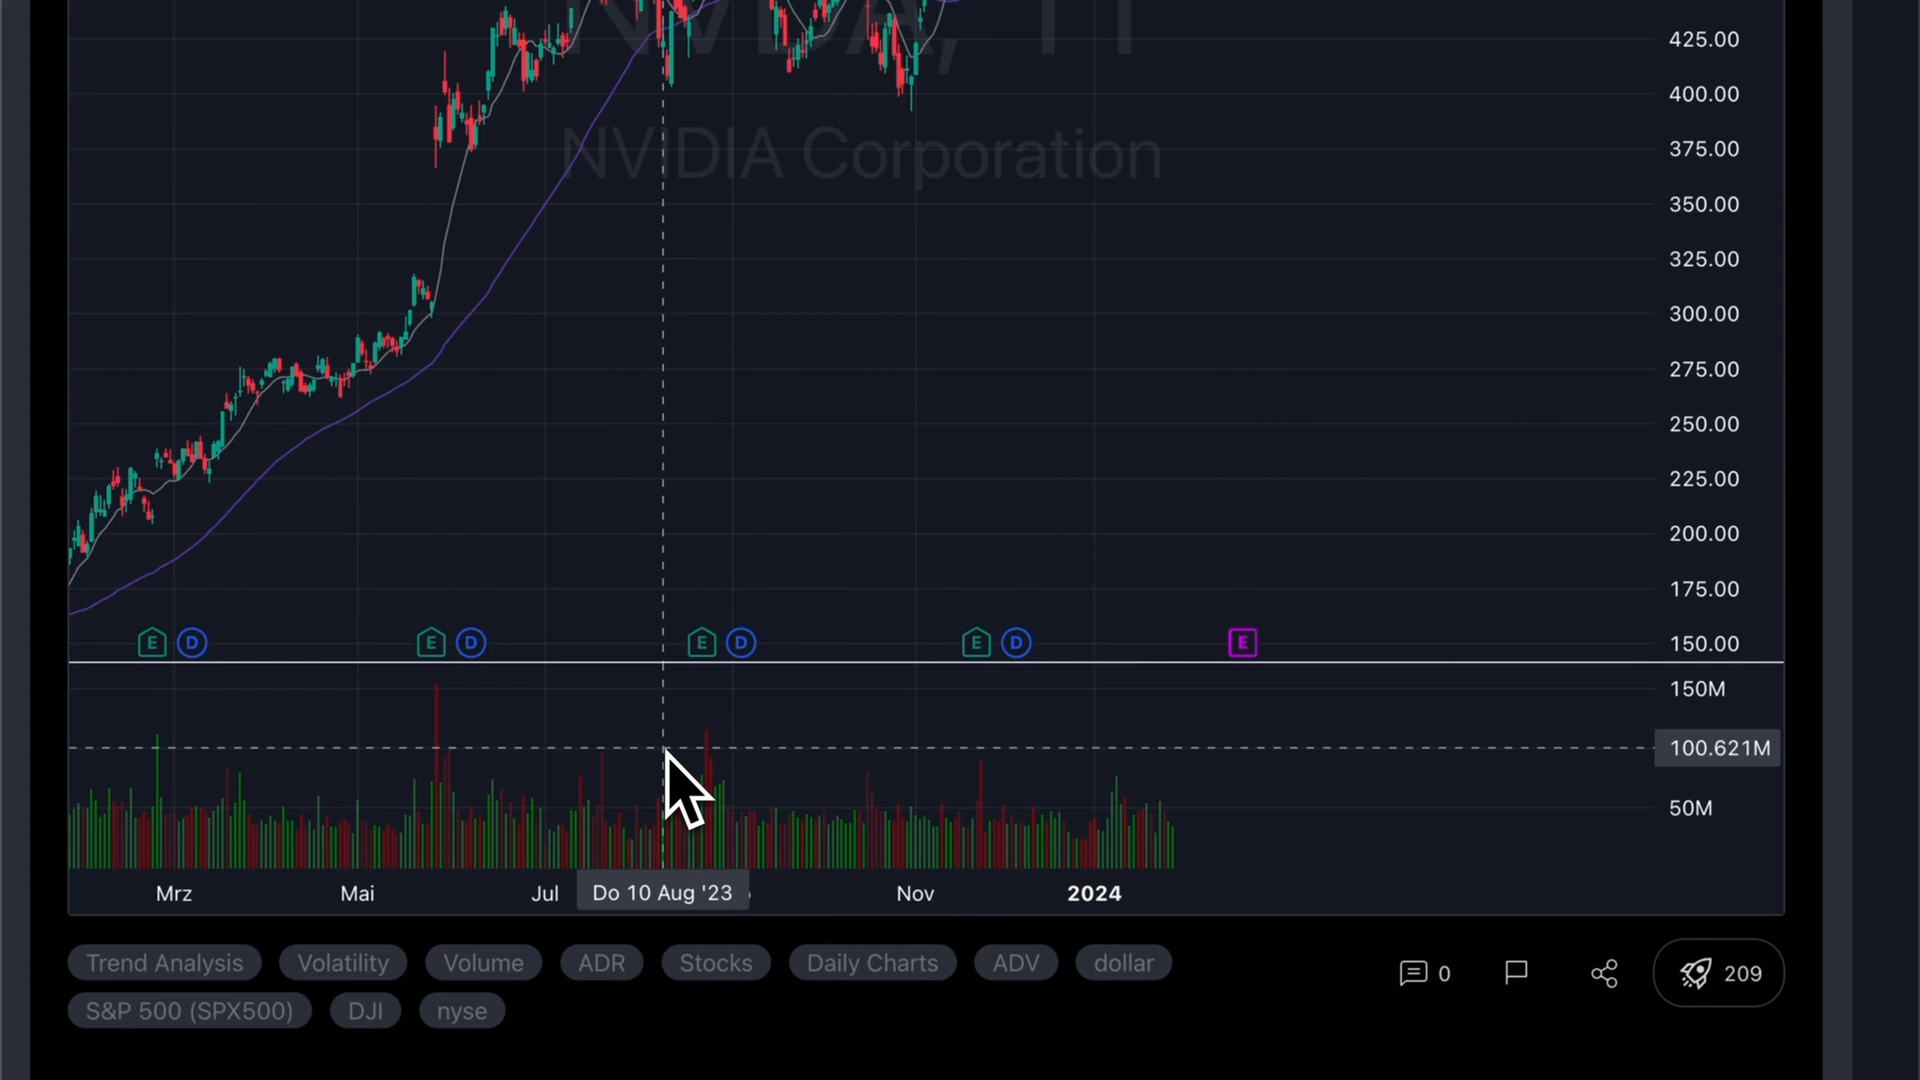 NVDA, 1T
NVIDIA Corporation
425.00
400.00
375.00
350.00
325.00
300.00
275.00
250.00
225.00
200.00
175.00
150.00
E D E D E D E D E
150M
100.621M
50M
Mrz Mai Jul Do 10 Aug '23 Nov 2024
Trend Analysis Volatility Volume ADR Stocks Daily Charts ADV dollar
S&P 500 (SPX500) DJI nyse
0 209